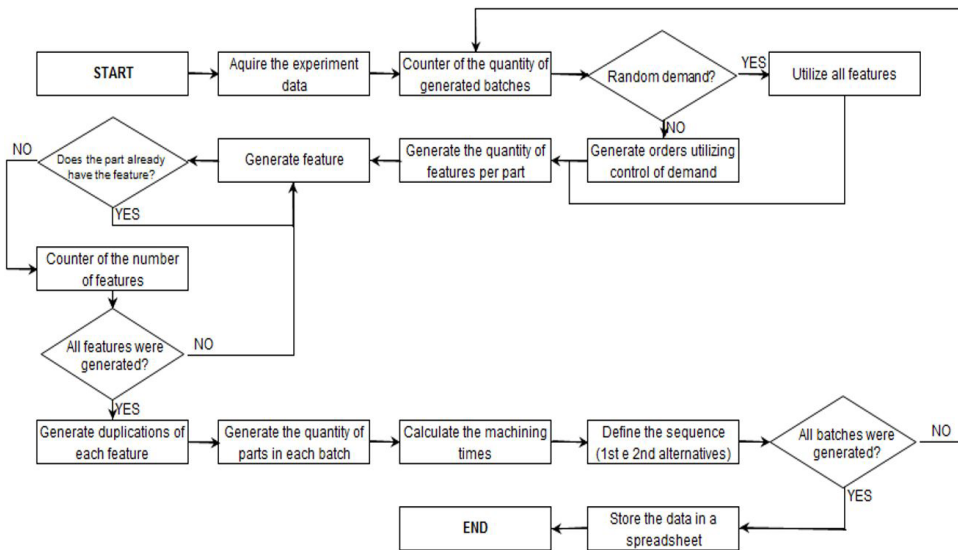 START
Aquire the experiment
data
Counter of the quantity of
generated batches
Random demand?
YES
Utilize all features
NO
Generate orders utilizing
control of demand
Generate the quantity of
features per part
Generate feature
Does the part already
have the feature?
NO
YES
Counter of the number
of features
All features were
generated?
NO
YES
Generate duplications of
each feature
Generate the quantity of
parts in each batch
Calculate the machining
times
Define the sequence
(1st e 2nd alternatives)
All batches were
generated?
NO
YES
Store the data in a
spreadsheet
END